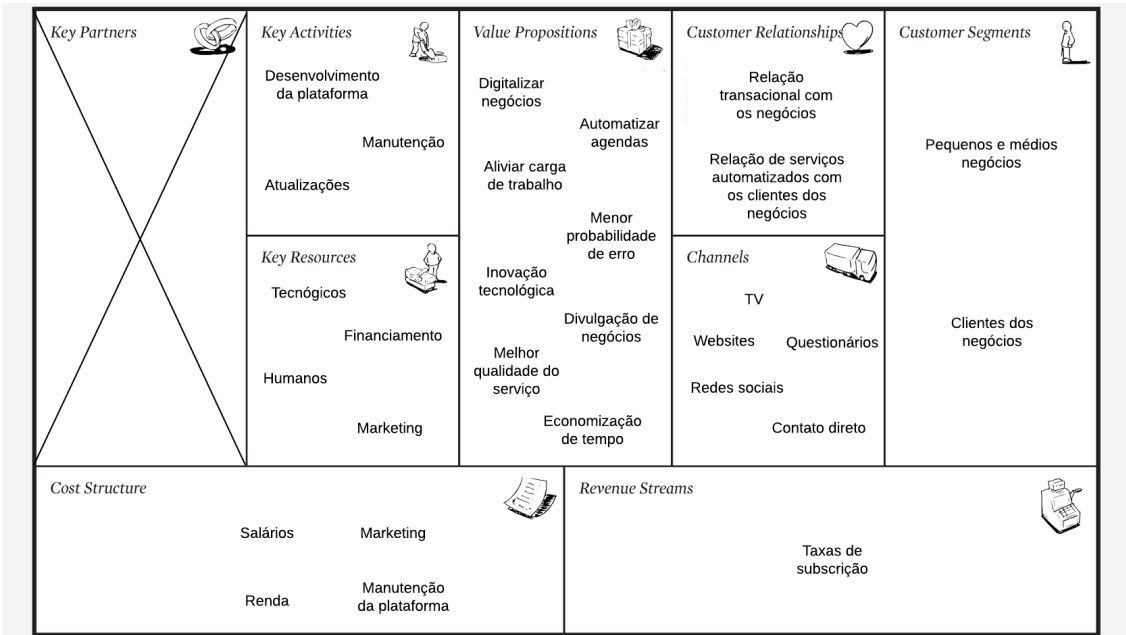 Key Partners
Key Activities
Desenvolvimento
da plataforma
Manutenção
Atualizações
Key Resources
Tecnógicos
Financiamento
Humanos
Marketing
Value Propositions
Digitalizar
negócios
Automatizar
agendas
Aliviar carga
de trabalho
Menor
probabilidade
de erro
Inovação
tecnológica
Divulgação de
negócios
Melhor
qualidade do
serviço
Economização
de tempo
Customer Relationships
Relação
transacional com
os negócios
Relação de serviços
automatizados com
os clientes dos
negócios
Channels
TV
Websites
Questionários
Redes sociais
Contato direto
Customer Segments
Pequenos e médios
negócios
Clientes dos
negócios
Cost Structure
Salários
Marketing
Renda
Manutenção
da plataforma
Revenue Streams
Taxas de
subscrição